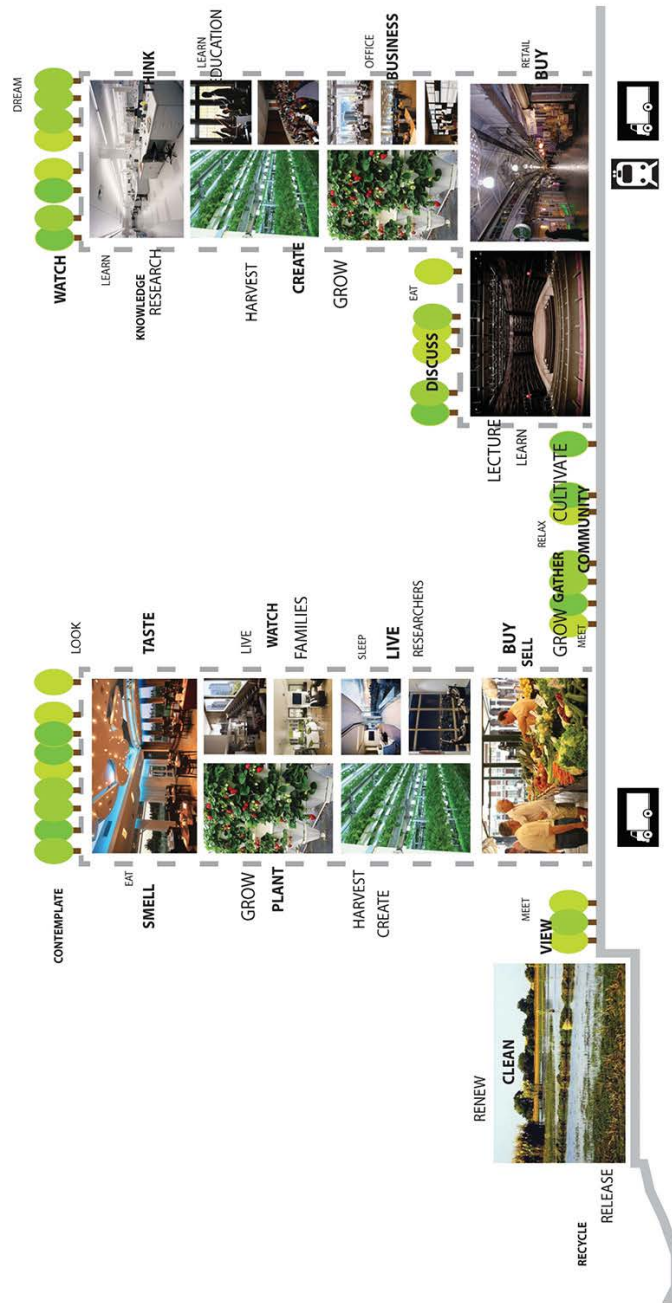 DREAM
WATCH
THINK
LEARN
KNOWLEDGE
RESEARCH
LEARN
EDUCATION
HARVEST
CREATE
GROW
OFFICE
BUSINESS
RETAIL
BUY
EAT
DISCUSS
LECTURE
LEARN
CULTIVATE
COMMUNITY
RELAX
GATHER
GROW
MEET
LOOK
TASTE
LIVE
WATCH
FAMILIES
SLEEP
LIVE
RESEARCHERS
BUY
SELL
CONTEMPLATE
EAT
SMELL
GROW
PLANT
HARVEST
CREATE
MEET
VIEW
RENEW
CLEAN
RECYCLE
RELEASE